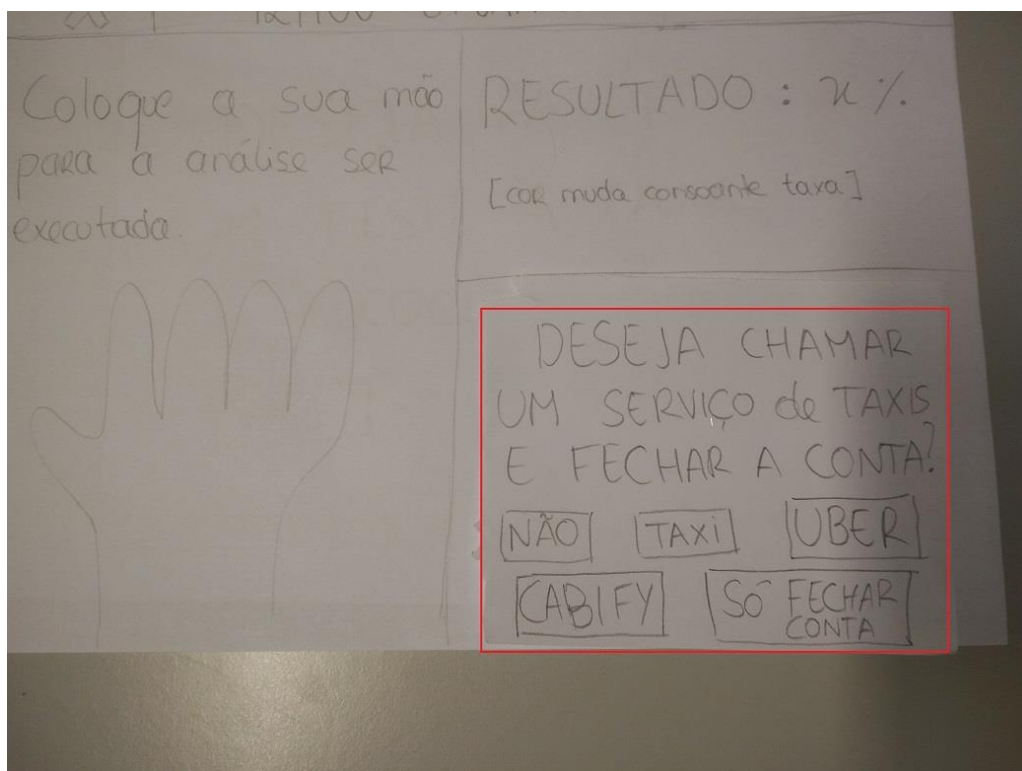 Coloque a sua mão
para a análise ser
executada.
RESULTADO : x %.
[cor muda consoante taxa]
DESEJA CHAMAR
UM SERVIÇO de TAXIS
E FECHAR A CONTA?
NÃO TAXI UBER
CABIFY SÓ FECHAR
CONTA